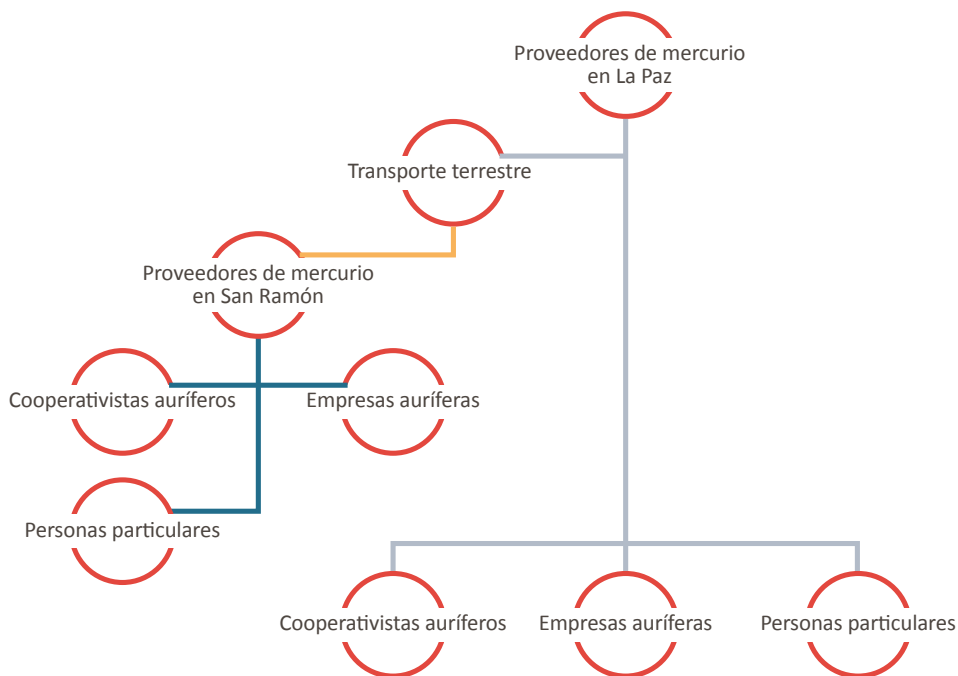 Proveedores de mercurio
en La Paz
Transporte terrestre
Proveedores de mercurio
en San Ramón
Cooperativistas auríferos
Empresas auríferas
Personas particulares
Cooperativistas auríferos
Empresas auríferas
Personas particulares